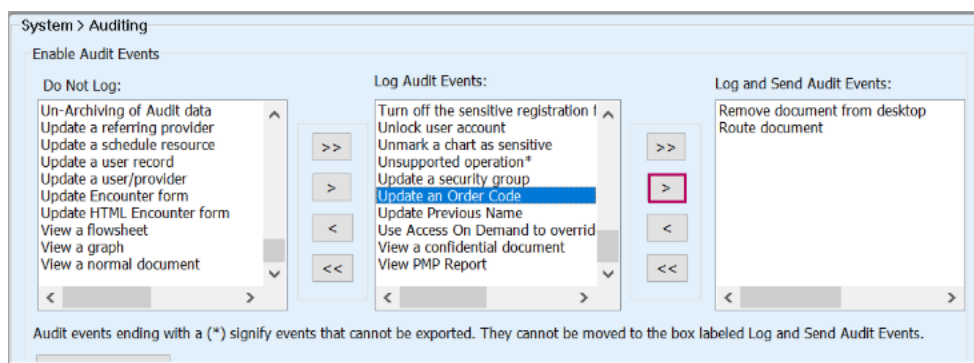 System > Auditing
Enable Audit Events
Do Not Log:
Un-Archiving of Audit data
Update a referring provider
Update a schedule resource
Update a user record
Update a user/provider
Update Encounter form
Update HTML Encounter form
View a flowsheet
View a graph
View a normal document
>>
>
<
<<
Log Audit Events:
Turn off the sensitive registration f
Unlock user account
Unmark a chart as sensitive
Unsupported operation*
Update a security group
Update an Order Code
Update Previous Name
Use Access On Demand to overrid
View a confidential document
View PMP Report
>>
>
<
<<
Log and Send Audit Events:
Remove document from desktop
Route document
Audit events ending with a (*) signify events that cannot be exported. They cannot be moved to the box labeled Log and Send Audit Events.